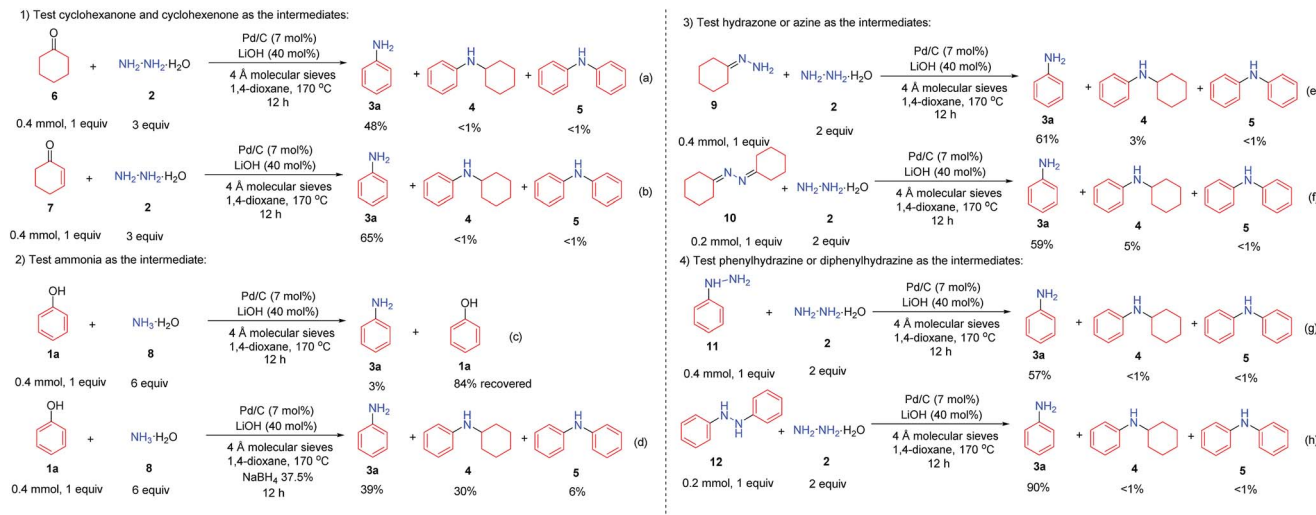 1) Test cyclohexanone and cyclohexenone as the intermediates:
O
6
0.4 mmol, 1 equiv
+
NH2-NH2·H2O
2
3 equiv
Pd/C (7 mol%)
LiOH (40 mol%)
4 Å molecular sieves
1,4-dioxane, 170 °C
12 h
NH2
3a
48%
+
H
N
4
<1%
+
H
N
5
<1%
(a)
O
7
0.4 mmol, 1 equiv
+
NH2-NH2·H2O
2
3 equiv
Pd/C (7 mol%)
LiOH (40 mol%)
4 Å molecular sieves
1,4-dioxane, 170 °C
12 h
NH2
3a
65%
+
H
N
4
<1%
+
H
N
5
<1%
(b)
2) Test ammonia as the intermediate:
OH
1a
0.4 mmol, 1 equiv
+
NH3·H2O
8
6 equiv
Pd/C (7 mol%)
LiOH (40 mol%)
4 Å molecular sieves
1,4-dioxane, 170 °C
12 h
NH2
3a
3%
+
OH
1a
84% recovered
(c)
OH
1a
0.4 mmol, 1 equiv
+
NH3·H2O
8
6 equiv
Pd/C (7 mol%)
LiOH (40 mol%)
4 Å molecular sieves
1,4-dioxane, 170 °C
NaBH4 37.5%
12 h
NH2
3a
39%
+
H
N
4
30%
+
H
N
5
6%
(d)
3) Test hydrazone or azine as the intermediates:
N
NH2
9
0.4 mmol, 1 equiv
+
NH2-NH2·H2O
2
2 equiv
Pd/C (7 mol%)
LiOH (40 mol%)
4 Å molecular sieves
1,4-dioxane, 170 °C
12 h
NH2
3a
61%
+
H
N
4
3%
+
H
N
5
<1%
(e
N
N
10
0.2 mmol, 1 equiv
+
NH2-NH2·H2O
2
2 equiv
Pd/C (7 mol%)
LiOH (40 mol%)
4 Å molecular sieves
1,4-dioxane, 170 °C
12 h
NH2
3a
59%
+
H
N
4
5%
+
H
N
5
<1%
(f
4) Test phenylhydrazine or diphenylhydrazine as the intermediates:
NH
NH2
11
0.4 mmol, 1 equiv
+
NH2-NH2·H2O
2
2 equiv
Pd/C (7 mol%)
LiOH (40 mol%)
4 Å molecular sieves
1,4-dioxane, 170 °C
12 h
NH2
3a
57%
+
H
N
4
<1%
+
H
N
5
<1%
(g)
H
N
N
H
12
0.2 mmol, 1 equiv
+
NH2-NH2·H2O
2
2 equiv
Pd/C (7 mol%)
LiOH (40 mol%)
4 Å molecular sieves
1,4-dioxane, 170 °C
12 h
NH2
3a
90%
+
H
N
4
<1%
+
H
N
5
<1%
(h)